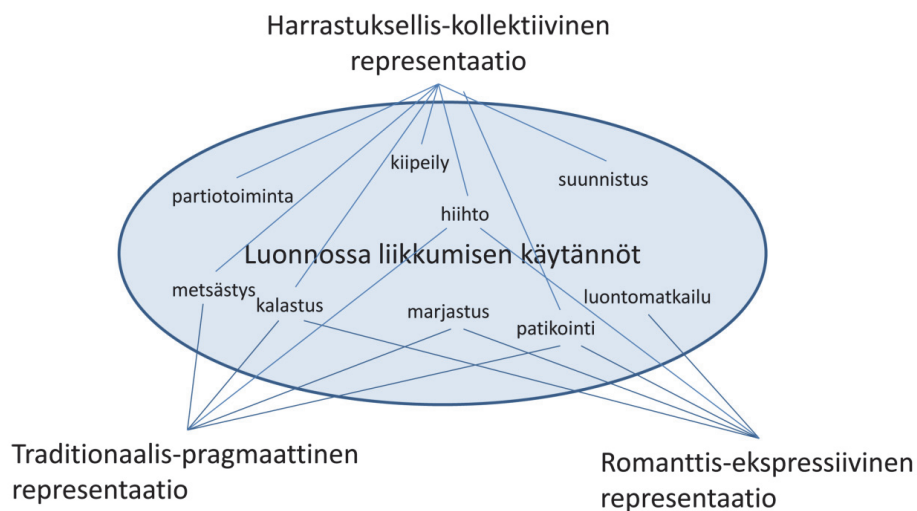 Harrastuksellis-kollektiivinen
representaatio
kiipeily
suunnistus
partiotoiminta
hiihto
Luonnossa liikkumisen käytännöt
metsästys
kalastus
marjastus
luontomatkailu
patikointi
Traditionaalis-pragmaattinen
representaatio
Romanttis-ekspressiivinen
representaatio